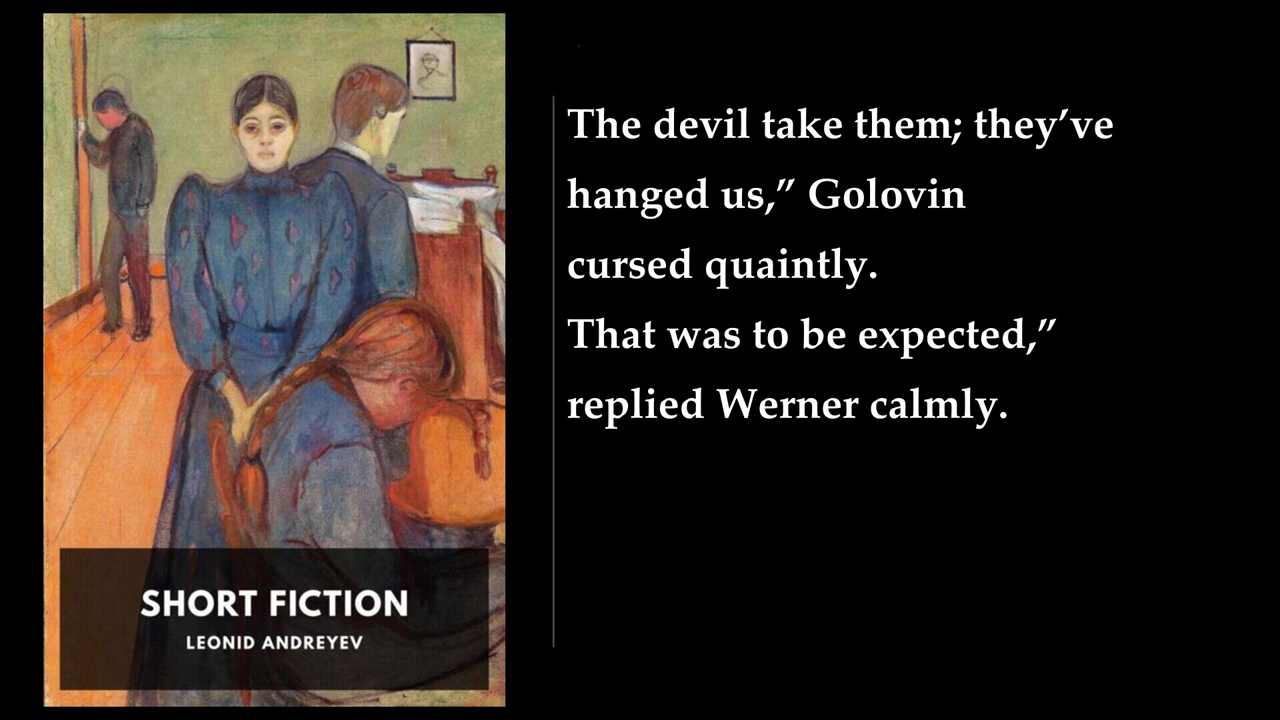 SHORT FICTION
LEONID ANDREYEV
The devil take them; they’ve
hanged us,” Golovin
cursed quaintly.
That was to be expected,”
replied Werner calmly.